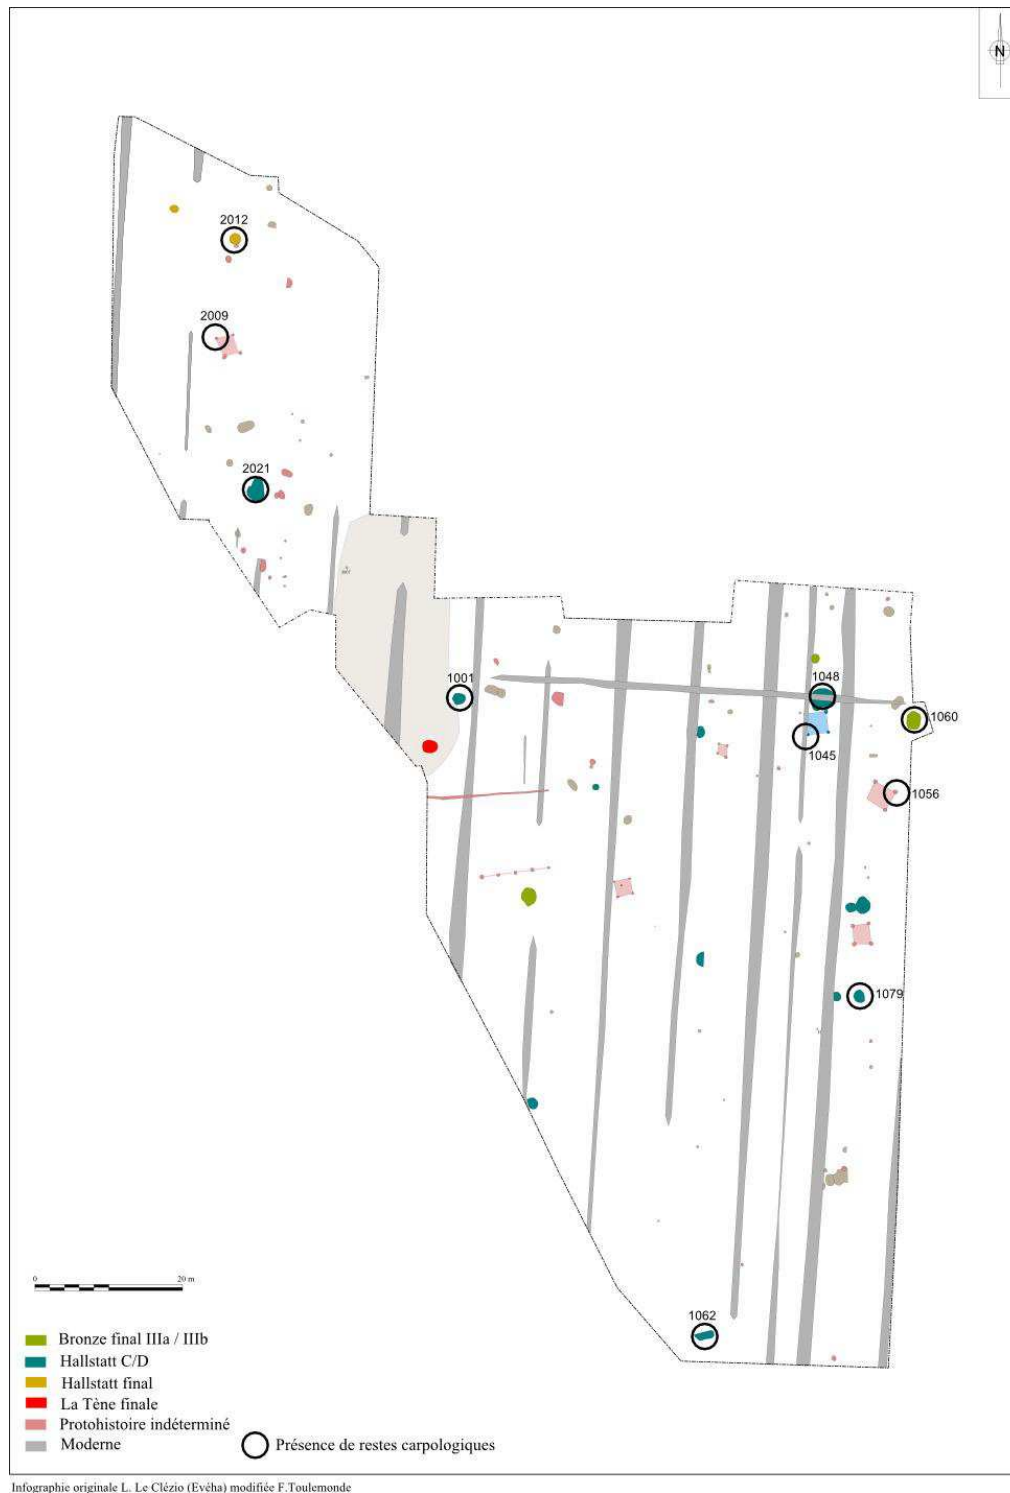 N
2012
2009
2021
1001
1048
1060
1045
1056
1079
1062
0
20 m
Bronze final IIIa / IIIb
Hallstatt C/D
Hallstatt final
La Tène finale
Protohistoire indéterminé
Moderne
Présence de restes carpologiques
Infographie originale L. Le Clézio (Evéha) modifiée F.Toulemonde